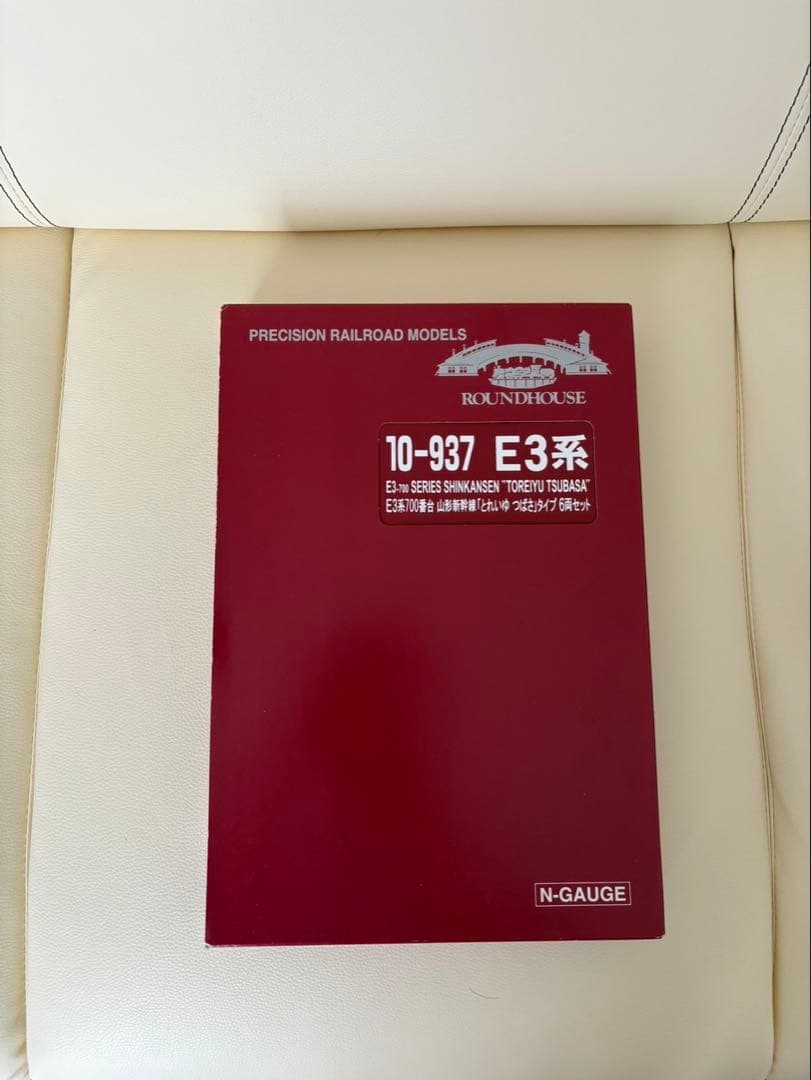 PRECISION RAILROAD MODELS
ROUNDHOUSE
10-937 E3系
E3-700 SERIES SHINKANSEN "TOREIYU TSUBASA"
E3系700番台 山形新幹線「とれいゆ つばさ」タイプ 6両セット
N-GAUGE